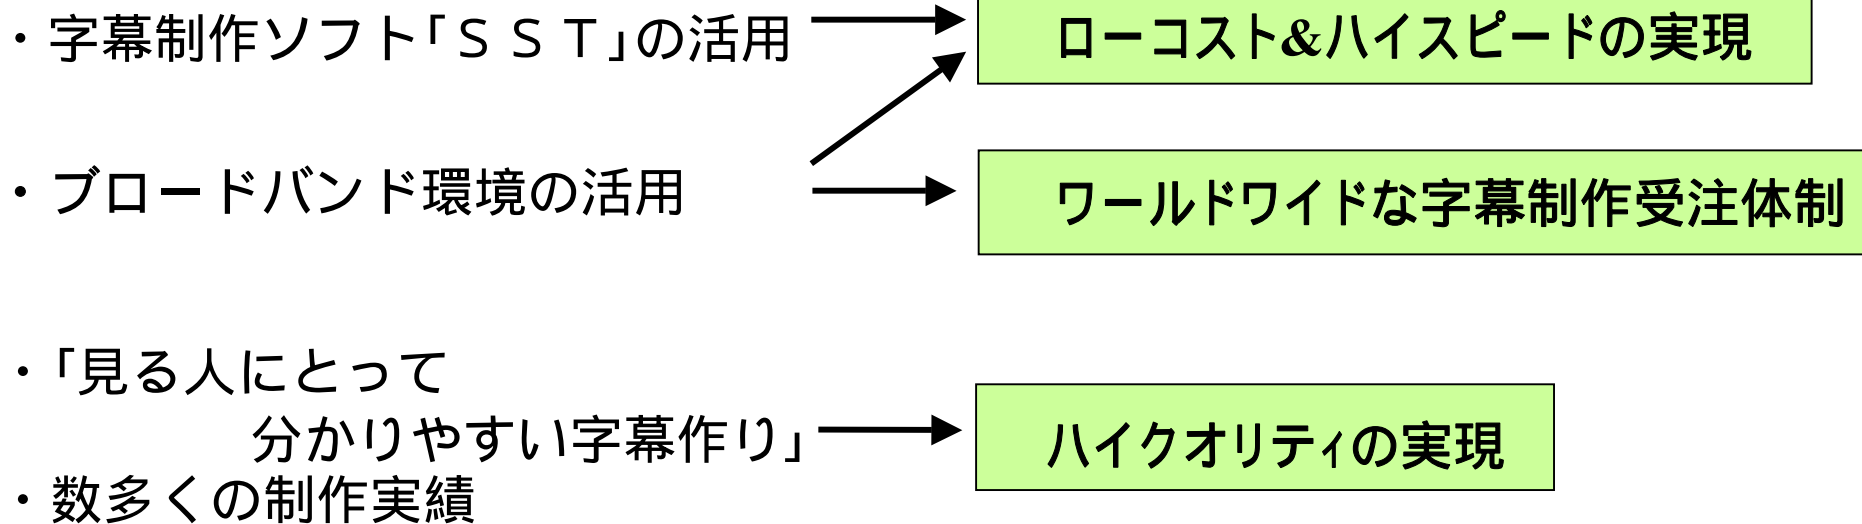 ・字幕制作ソフト「ＳＳＴ」の活用
ローコスト&ハイスピードの実現
・ブロードバンド環境の活用
ワールドワイドな字幕制作受注体制
・「見る人にとって
分かりやすい字幕作り」
ハイクオリティの実現
・数多くの制作実績